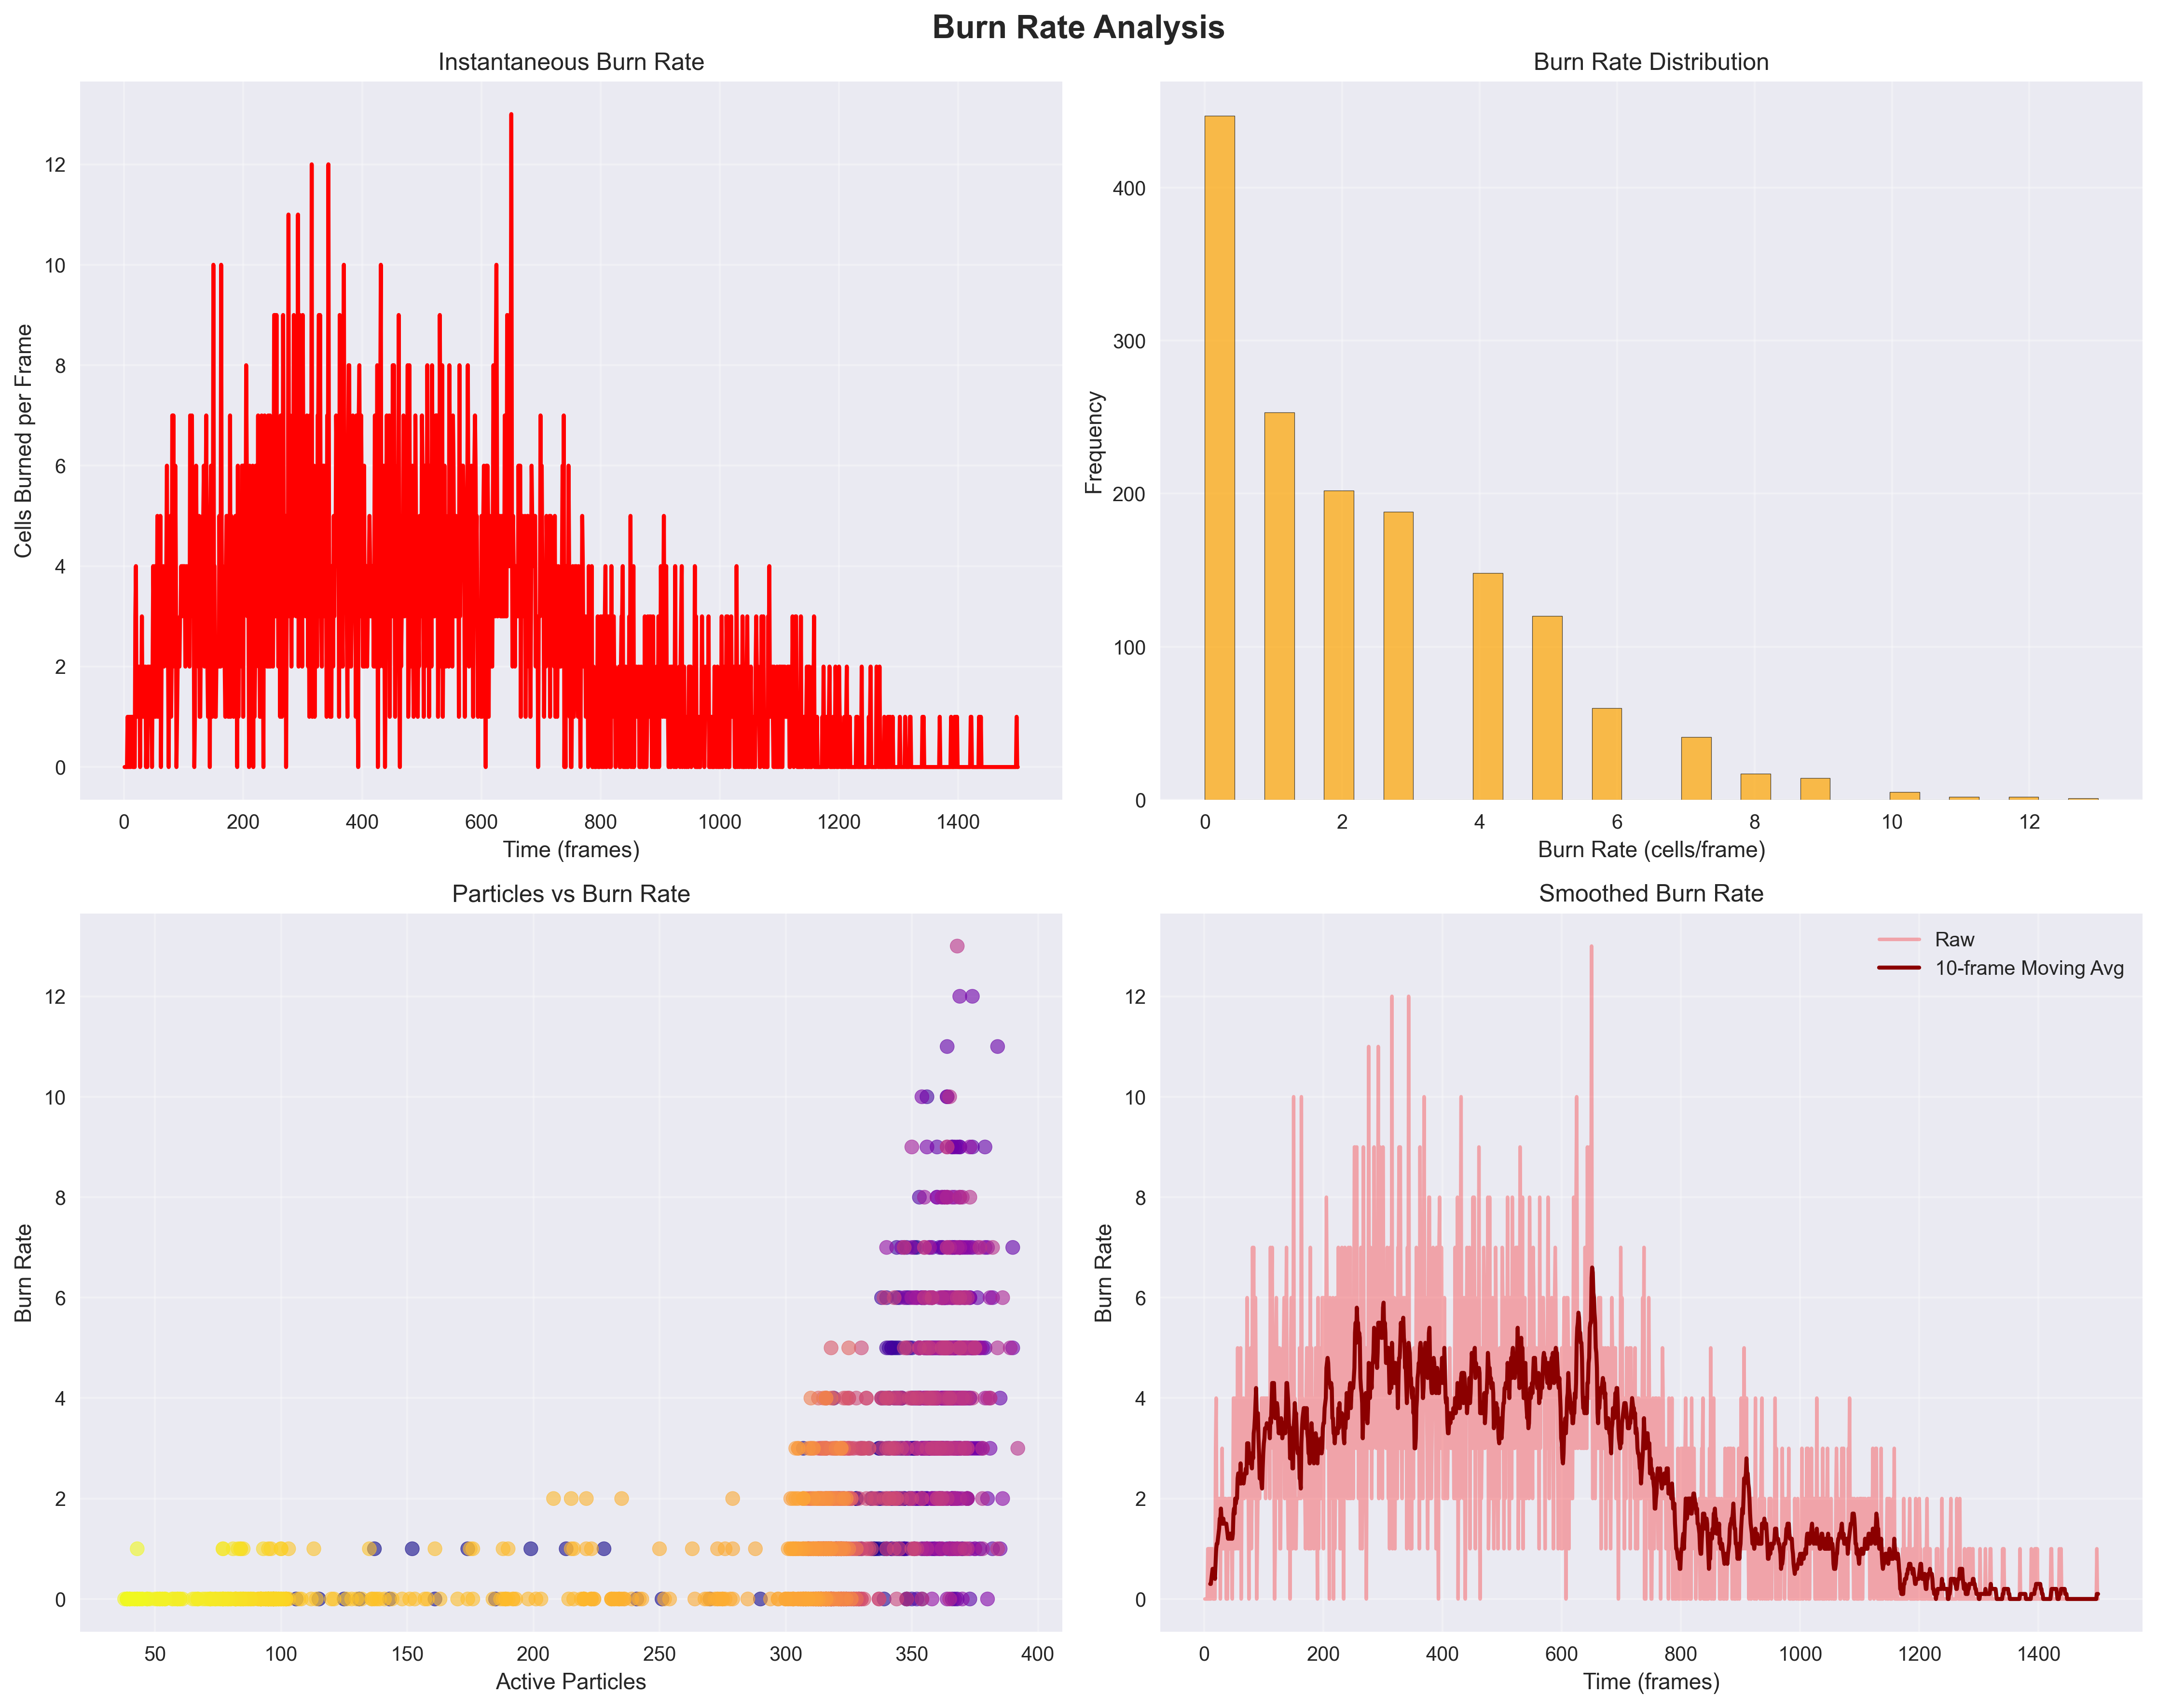 Burn Rate Analysis
Instantaneous Burn Rate
Cells Burned per Frame
12
10
8
6
4
2
0
0 200 400 600 800 1000 1200 1400
Time (frames)
Burn Rate Distribution
Frequency
400
300
200
100
0
0 2 4 6 8 10 12
Burn Rate (cells/frame)
Particles vs Burn Rate
Burn Rate
12
10
8
6
4
2
0
50 100 150 200 250 300 350 400
Active Particles
Smoothed Burn Rate
Raw
10-frame Moving Avg
Burn Rate
12
10
8
6
4
2
0
0 200 400 600 800 1000 1200 1400
Time (frames)